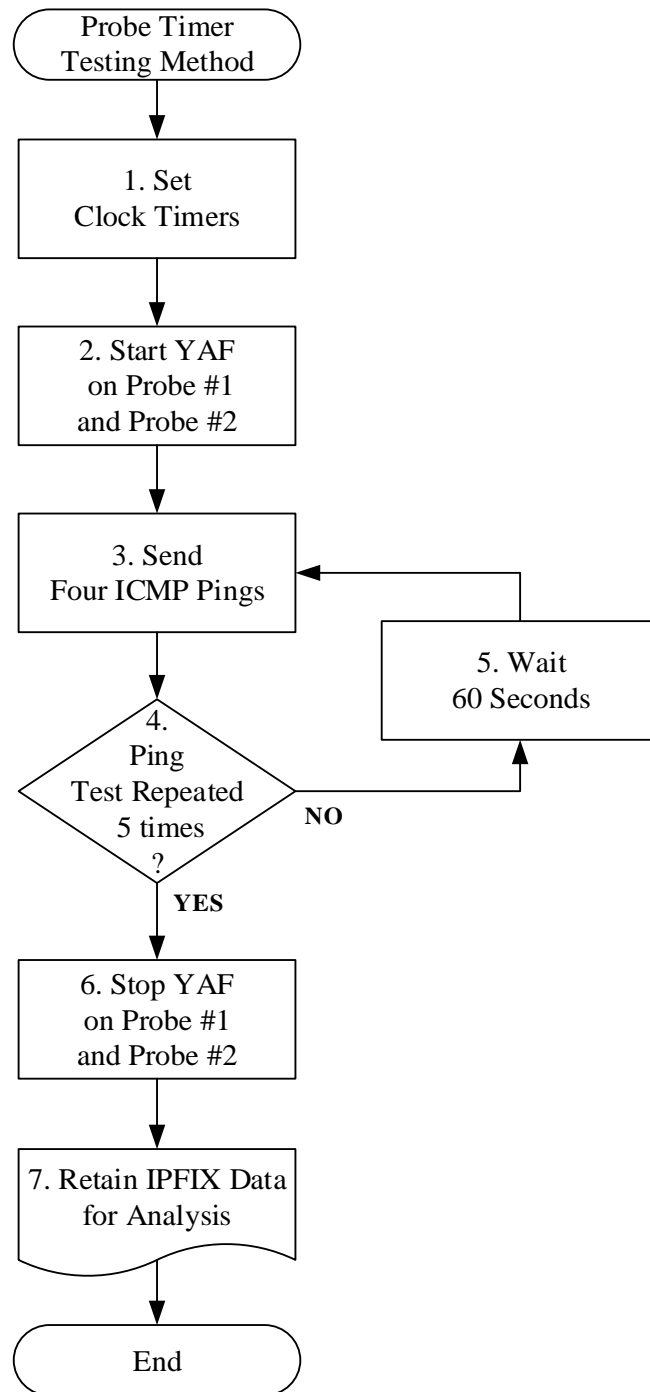 Probe Timer
Testing Method
1. Set
Clock Timers
2. Start YAF
on Probe #1
and Probe #2
3. Send
Four ICMP Pings
4.
Ping
Test Repeated
5 times
?
NO
5. Wait
60 Seconds
YES
6. Stop YAF
on Probe #1
and Probe #2
7. Retain IPFIX Data
for Analysis
End